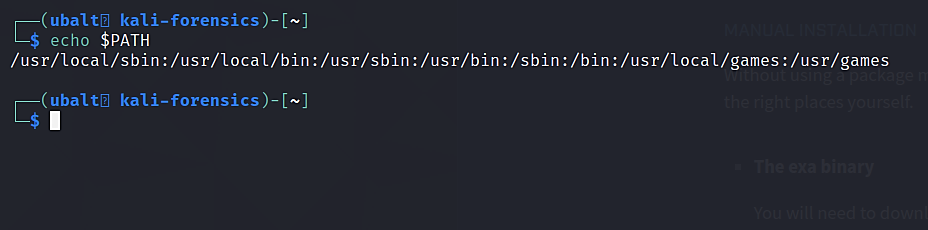 ┌──(ubalt㉿ kali-forensics)-[~]
└─$ echo $PATH
/usr/local/sbin:/usr/local/bin:/usr/sbin:/usr/bin:/sbin:/bin:/usr/local/games:/usr/games
┌──(ubalt㉿ kali-forensics)-[~]
└─$
MANUAL INSTALLATION
Without using a package m
the right places yourself.
• The exa binary
You will need to downl